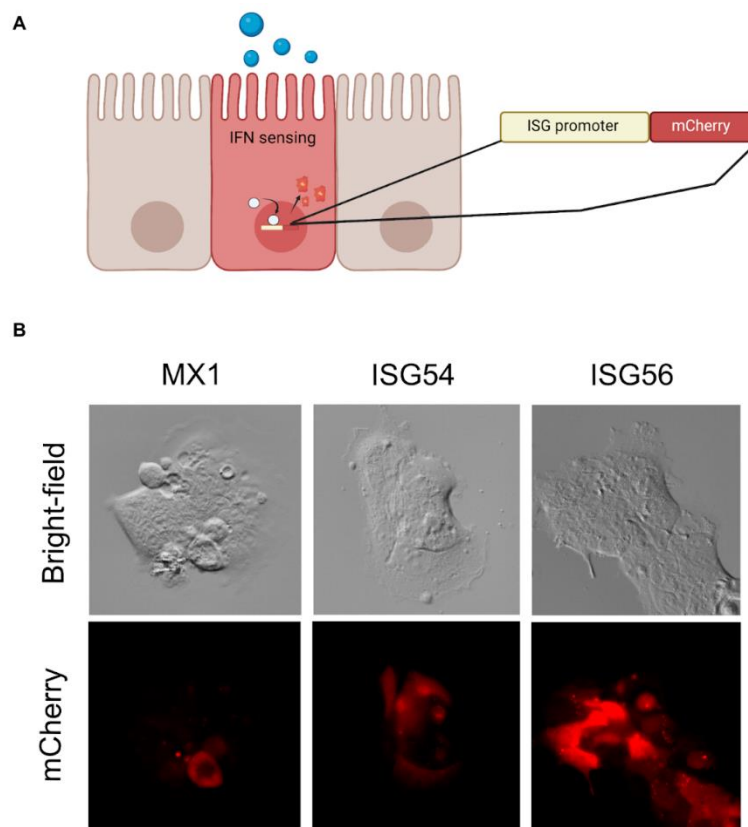 A
IFN sensing
ISG promoter
mCherry
B
MX1
ISG54
ISG56
Bright-field
mCherry